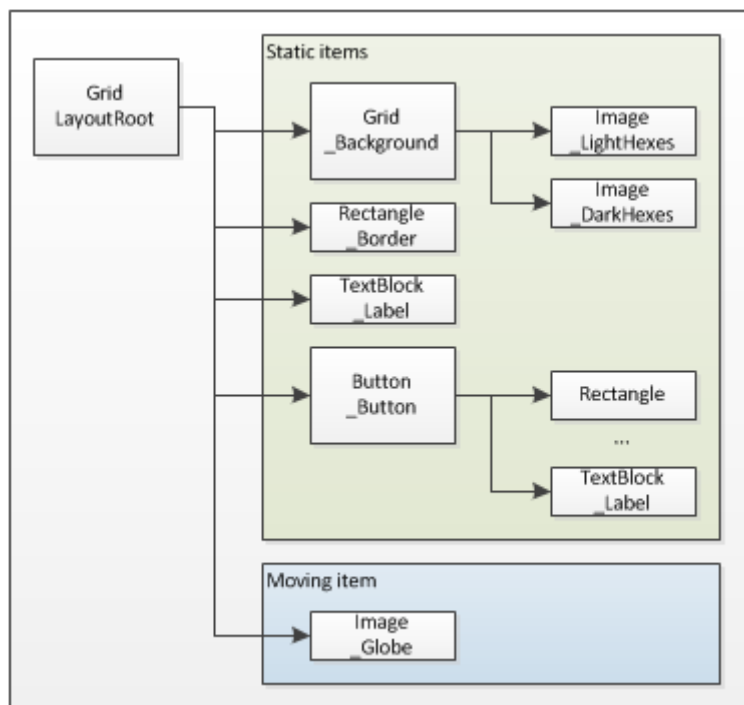 Grid
LayoutRoot
Static items
Grid
_Background
Image
_LightHexes
Image
_DarkHexes
Rectangle
_Border
TextBlock
_Label
Button
_Button
Rectangle
...
TextBlock
_Label
Moving item
Image
_Globe